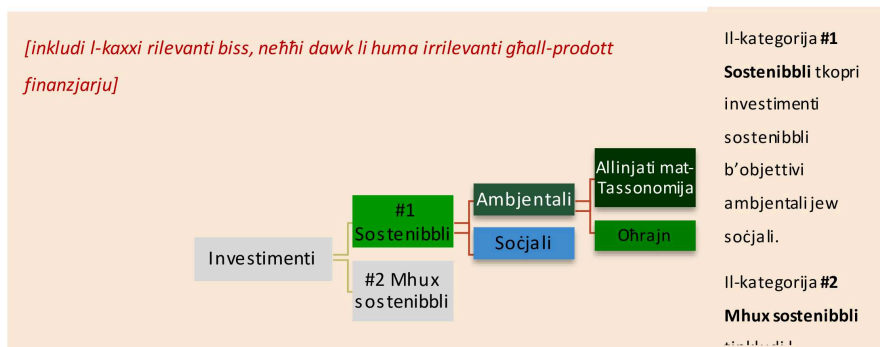 [inkludi l-kaxxi rilevanti biss, neħħi dawk li huma irrilevanti għall-prodott
finanzjarju]
Investimenti
#1
Sostenibbli
#2 Mhux
sostenibbli
Ambjentali
Soċjali
Allinjati mat-
Tassonomija
Oħrajn
Il-kategorija #1
Sostenibbli tkopri
investimenti
sostenibbli
b’objettivi
ambjentali jew
soċjali.
Il-kategorija #2
Mhux sostenibbli